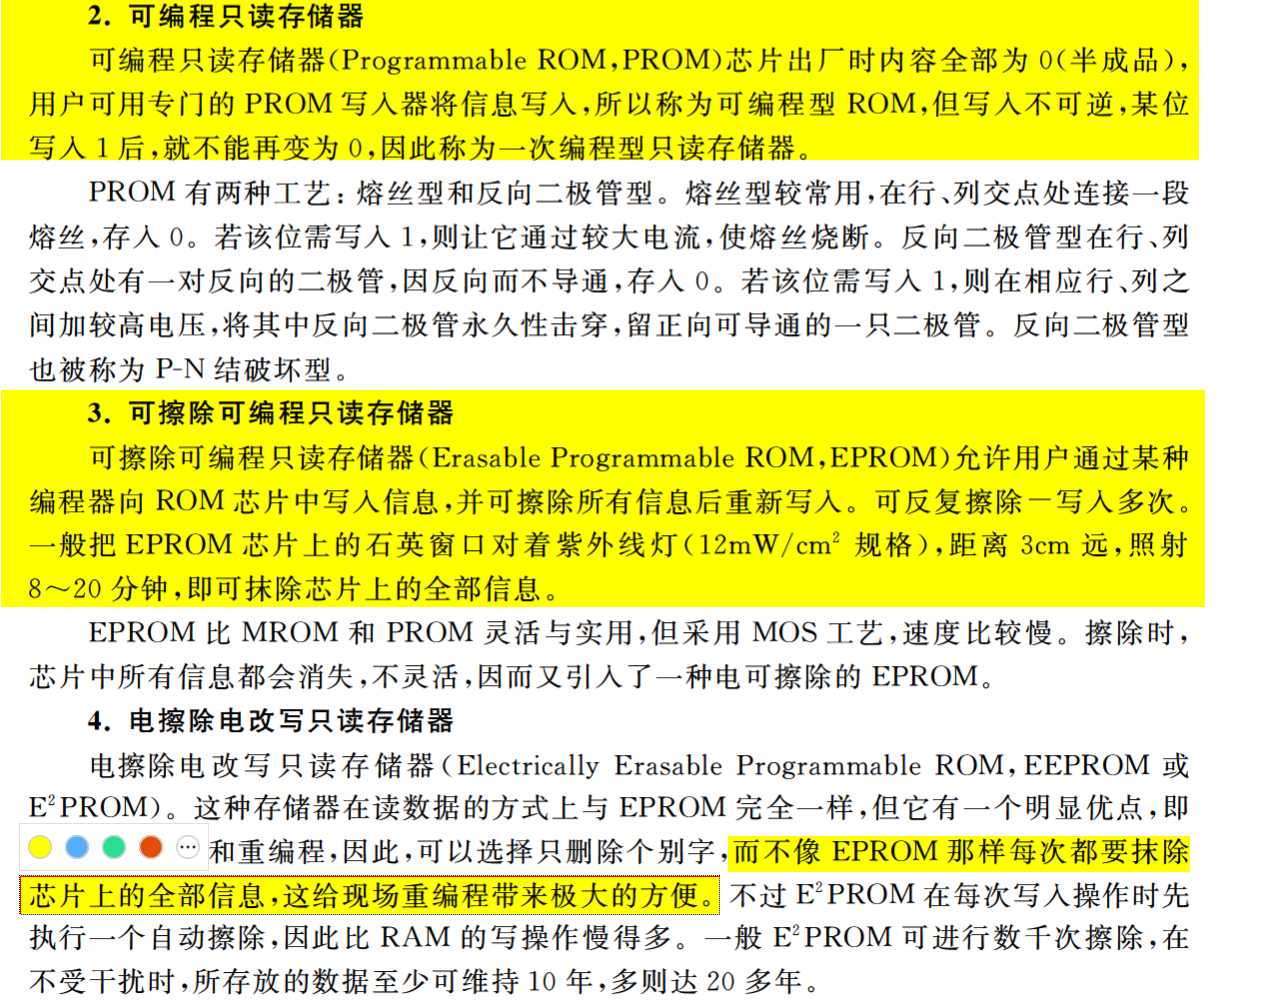 2. 可编程只读存储器
可编程只读存储器(Programmable ROM,PROM)芯片出厂时内容全部为 0(半成品),
用户可用专门的 PROM 写入器将信息写入,所以称为可编程型 ROM,但写入不可逆,某位
写入 1 后,就不能再变为 0,因此称为一次编程型只读存储器。
PROM 有两种工艺: 熔丝型和反向二极管型。熔丝型较常用,在行、列交点处连接一段
熔丝,存入 0。若该位需写入 1,则让它通过较大电流,使熔丝烧断。反向二极管型在行、列
交点处有一对反向的二极管,因反向而不导通,存入 0。若该位需写入 1,则在相应行、列之
间加较高电压,将其中反向二极管永久性击穿,留正向可导通的一只二极管。反向二极管型
也被称为 P-N 结破坏型。
3. 可擦除可编程只读存储器
可擦除可编程只读存储器(Erasable Programmable ROM,EPROM)允许用户通过某种
编程器向 ROM 芯片中写入信息,并可擦除所有信息后重新写入。可反复擦除－写入多次。
一般把 EPROM 芯片上的石英窗口对着紫外线灯(12mW/cm² 规格),距离 3cm 远,照射
8～20 分钟,即可抹除芯片上的全部信息。
EPROM 比 MROM 和 PROM 灵活与实用,但采用 MOS 工艺,速度比较慢。擦除时,
芯片中所有信息都会消失,不灵活,因而又引入了一种电可擦除的 EPROM。
4. 电擦除电改写只读存储器
电擦除电改写只读存储器(Electrically Erasable Programmable ROM,EEPROM 或
E²PROM)。这种存储器在读数据的方式上与 EPROM 完全一样,但它有一个明显优点,即
和重编程,因此,可以选择只删除个别字,而不像 EPROM 那样每次都要抹除
芯片上的全部信息,这给现场重编程带来极大的方便。不过 E²PROM 在每次写入操作时先
执行一个自动擦除,因此比 RAM 的写操作慢得多。一般 E²PROM 可进行数千次擦除,在
不受干扰时,所存放的数据至少可维持 10 年,多则达 20 多年。